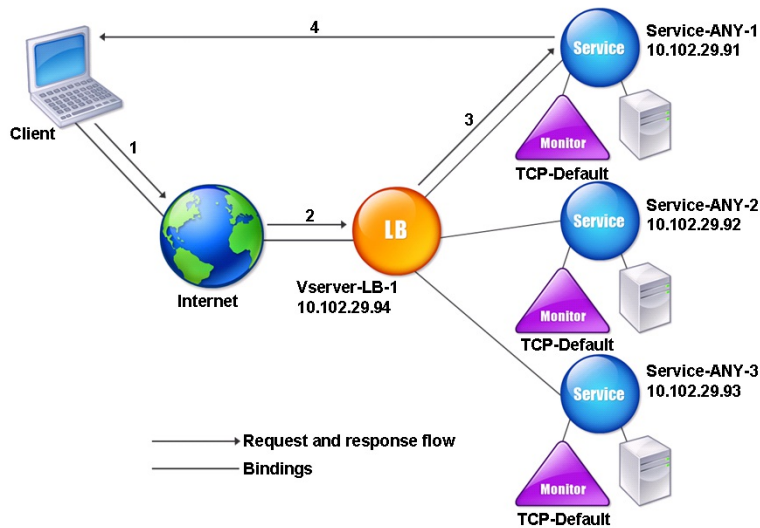 4
Service-ANY-1
10.102.29.91
Service
Client
1
3
Monitor
TCP-Default
2
LB
Service-ANY-2
10.102.29.92
Service
Internet
Vserver-LB-1
10.102.29.94
Monitor
TCP-Default
Service-ANY-3
10.102.29.93
Service
Request and response flow
Bindings
Monitor
TCP-Default